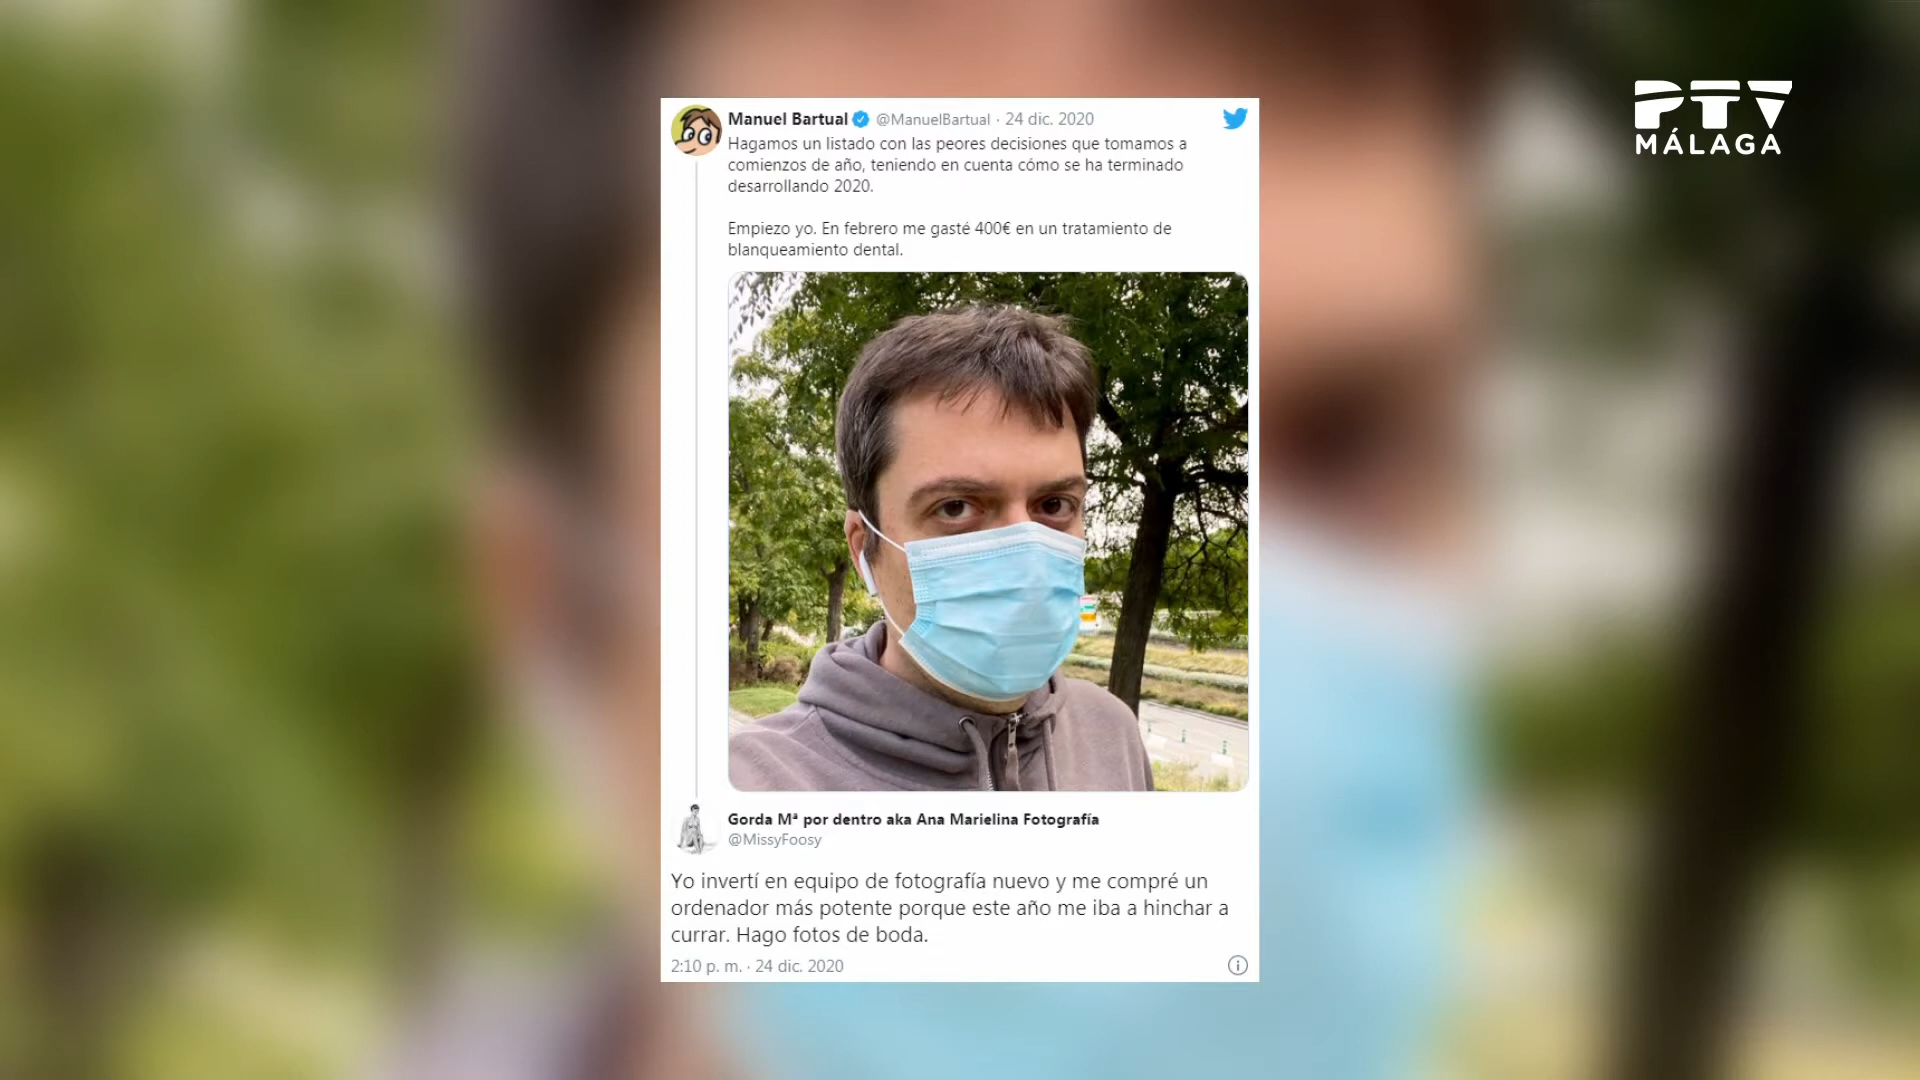 PTV
MÁLAGA
Manuel Bartual @ManuelBartual · 24 dic. 2020
Hagamos un listado con las peores decisiones que tomamos a
comienzos de año, teniendo en cuenta cómo se ha terminado
desarrollando 2020.
Empiezo yo. En febrero me gasté 400€ en un tratamiento de
blanqueamiento dental.
Gorda Mª por dentro aka Ana Marielina Fotografía
@MissyFoosy
Yo invertí en equipo de fotografía nuevo y me compré un
ordenador más potente porque este año me iba a hinchar a
currar. Hago fotos de boda.
2:10 p. m. · 24 dic. 2020